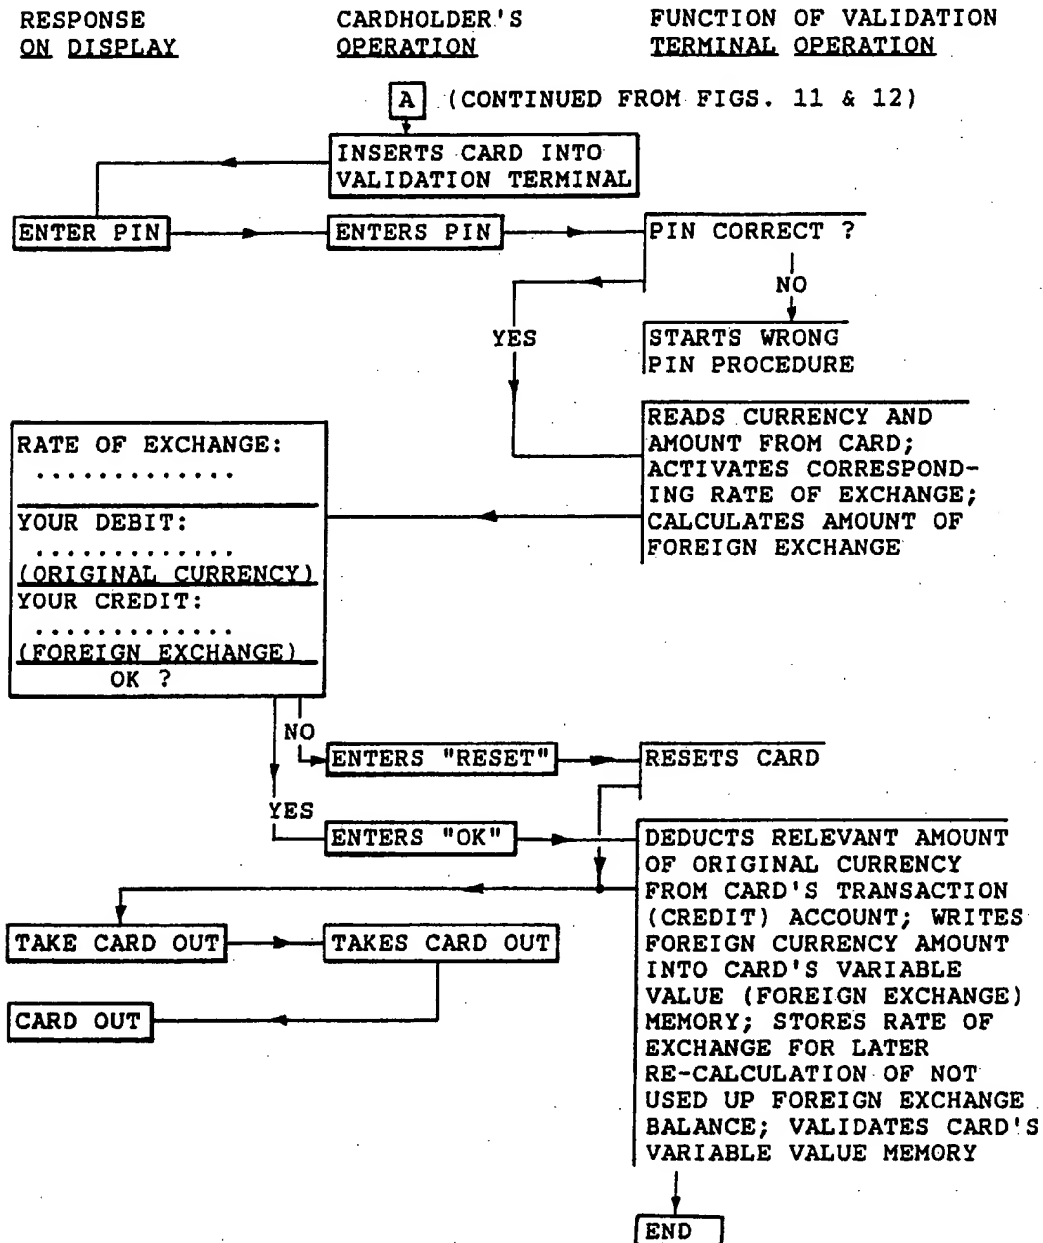 RESPONSE
ON DISPLAY
CARDHOLDER'S
OPERATION
FUNCTION OF VALIDATION
TERMINAL OPERATION
A (CONTINUED FROM FIGS. 11 & 12)
INSERTS CARD INTO
VALIDATION TERMINAL
ENTER PIN
ENTERS PIN
PIN CORRECT ?
NO
YES
STARTS WRONG
PIN PROCEDURE
READS CURRENCY AND
AMOUNT FROM CARD;
ACTIVATES CORRESPOND-
ING RATE OF EXCHANGE;
CALCULATES AMOUNT OF
FOREIGN EXCHANGE
RATE OF EXCHANGE:
.............
YOUR DEBIT:
.............
(ORIGINAL CURRENCY)
YOUR CREDIT:
.............
(FOREIGN EXCHANGE)
OK ?
NO
ENTERS "RESET"
RESETS CARD
YES
ENTERS "OK"
DEDUCTS RELEVANT AMOUNT
OF ORIGINAL CURRENCY
FROM CARD'S TRANSACTION
(CREDIT) ACCOUNT; WRITES
FOREIGN CURRENCY AMOUNT
INTO CARD'S VARIABLE
VALUE (FOREIGN EXCHANGE)
MEMORY; STORES RATE OF
EXCHANGE FOR LATER
RE-CALCULATION OF NOT
USED UP FOREIGN EXCHANGE
BALANCE; VALIDATES CARD'S
VARIABLE VALUE MEMORY
TAKE CARD OUT
TAKES CARD OUT
CARD OUT
END